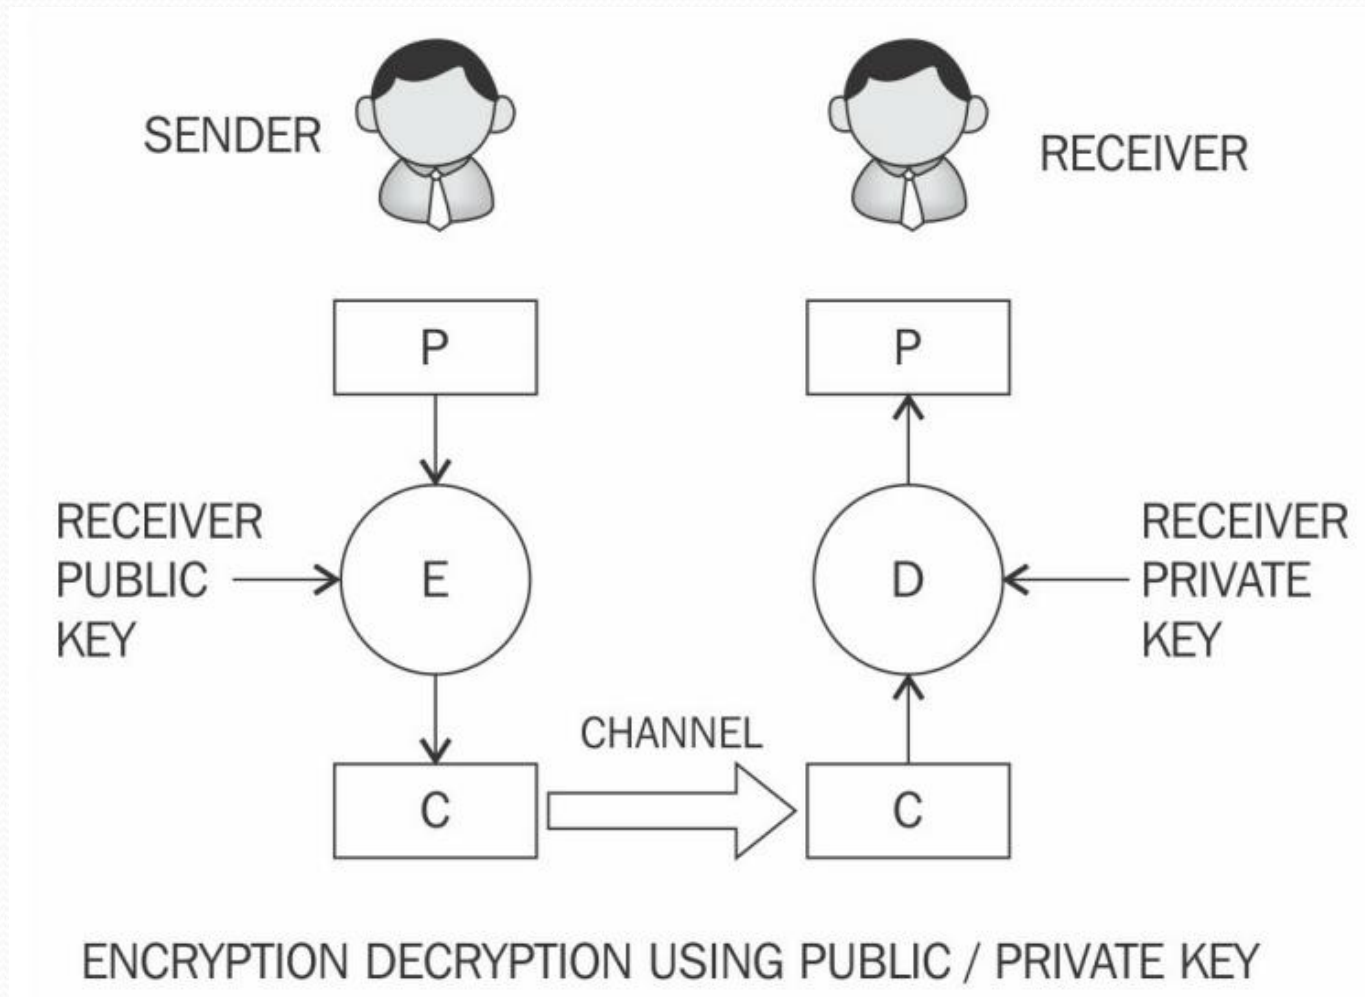 SENDER
RECEIVER
P
P
RECEIVER
PUBLIC
KEY
E
D
RECEIVER
PRIVATE
KEY
CHANNEL
C
C
ENCRYPTION DECRYPTION USING PUBLIC / PRIVATE KEY